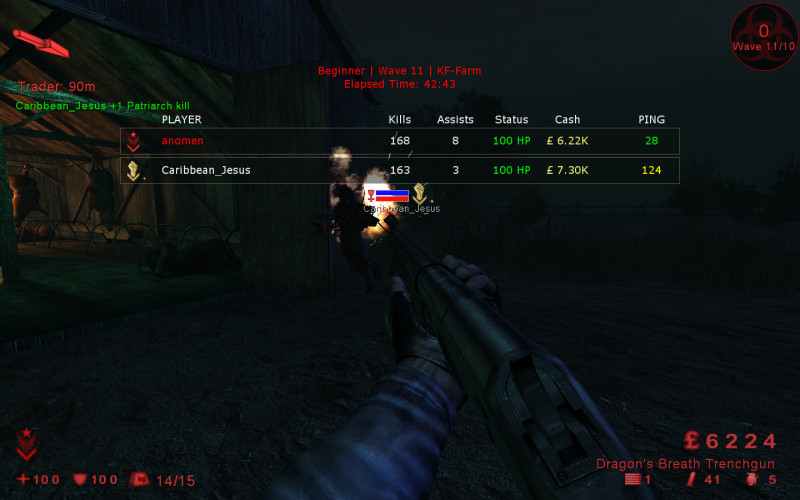 0
Wave 11/10
Beginner | Wave 11 | KF-Farm
Elapsed Time: 42:43
Trader: 90m
Caribbean_Jesus +1 Patriarch kill
PLAYER Kills Assists Status Cash PING
anomen 168 8 100 HP £ 6.22K 28
Caribbean_Jesus 163 3 100 HP £ 7.30K 124
Caribbean_Jesus
£6224
Dragon's Breath Trenchgun
100 100 14/15
1 41 5